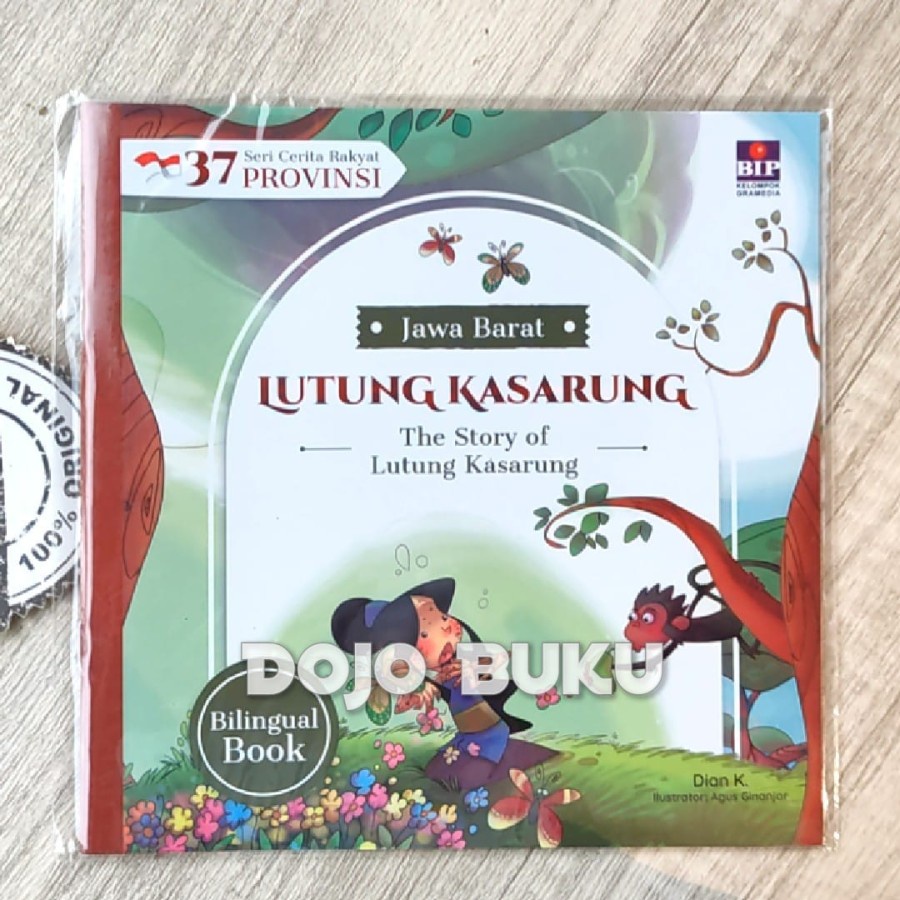 37 Seri Cerita Rakyat
PROVINSI
BIP
KELOMPOK
GRAMEDIA
Jawa Barat
LUTUNG KASARUNG
The Story of
Lutung Kasarung
100% ORIGINAL
DOJO BUKU
Bilingual
Book
Dian K.
Ilustrator: Agus Ginanjar